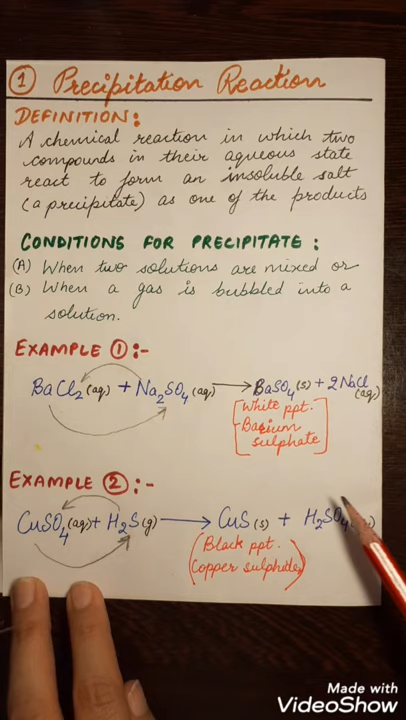 ① Precipitation Reaction
DEFINITION:
A chemical reaction in which two
compounds in their aqueous state
react to form an insoluble salt
(a precipitate) as one of the products
CONDITIONS FOR PRECIPITATE:
(A) When two solutions are mixed or
(B) When a gas is bubbled into a
solution.
EXAMPLE ①:-
BaCl₂(aq) + Na₂SO₄(aq) → BaSO₄(s) + 2NaCl(aq)
[White ppt.
Barium
sulphate]
EXAMPLE ②:-
CuSO₄(aq) + H₂S(g) → CuS(s) + H₂SO₄
(Black ppt.
Copper sulphate)
Made with
VideoShow